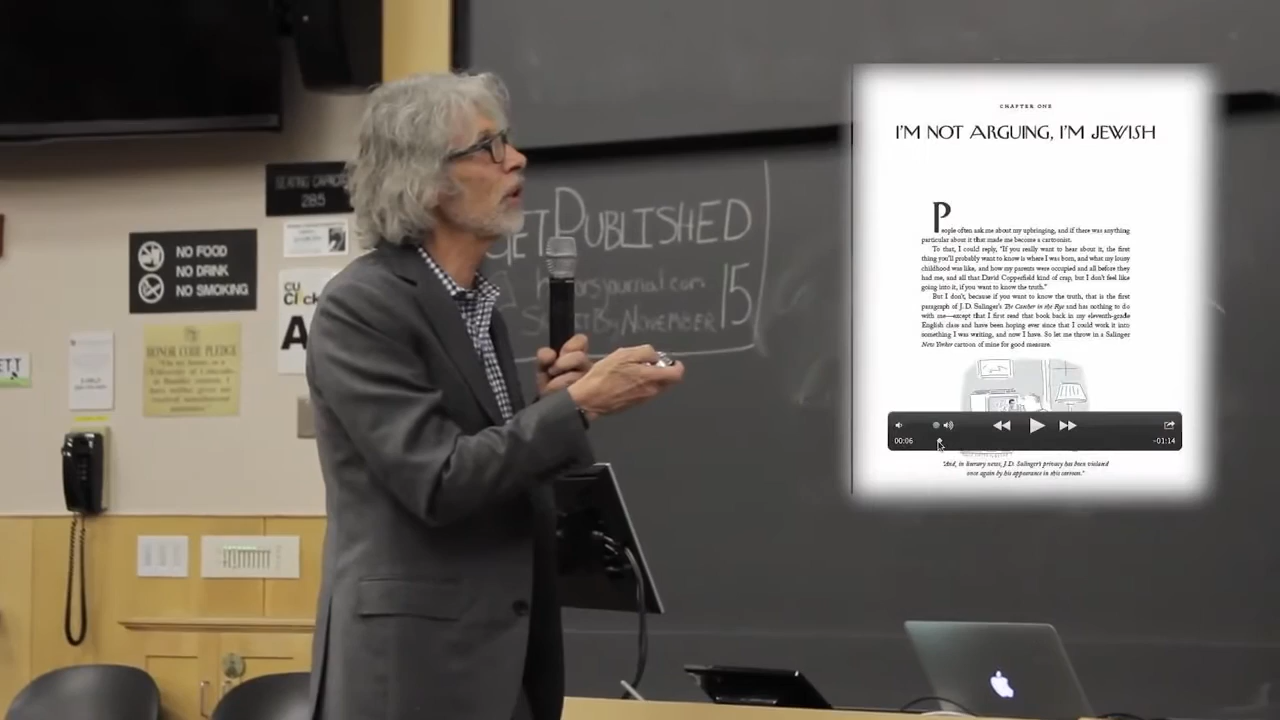 SEATING CAPACITY
285
NO FOOD
NO DRINK
NO SMOKING
CU
A
ETT
HONOR CODE PLEDGE
GET PUBLISHED
honorsjournal.com
SUBMIT BY NOVEMBER 15
CHAPTER ONE
I'M NOT ARGUING, I'M JEWISH
People often ask me about my upbringing, and if there was anything
particular about it that made me become a cartoonist.
To that, I could reply, "If you really want to hear about it, the first
thing you'll probably want to know is where I was born, and what my lousy
childhood was like, and how my parents were occupied and all before they
had me, and all that David Copperfield kind of crap, but I don't feel like
going into it, if you want to know the truth."
But I don't, because if you want to know the truth, that is the first
paragraph of J.D. Salinger's The Catcher in the Rye and has nothing to do
with me—except that I first read that book back in my eleventh-grade
English class and have been hoping ever since that I could work it into
something I was writing, and now I have. So let me throw in a Salinger
New Yorker cartoon of mine for good measure.
00:06
-01:14
"And, in literary news, J.D. Salinger's privacy has been violated
once again by his appearance in this cartoon."